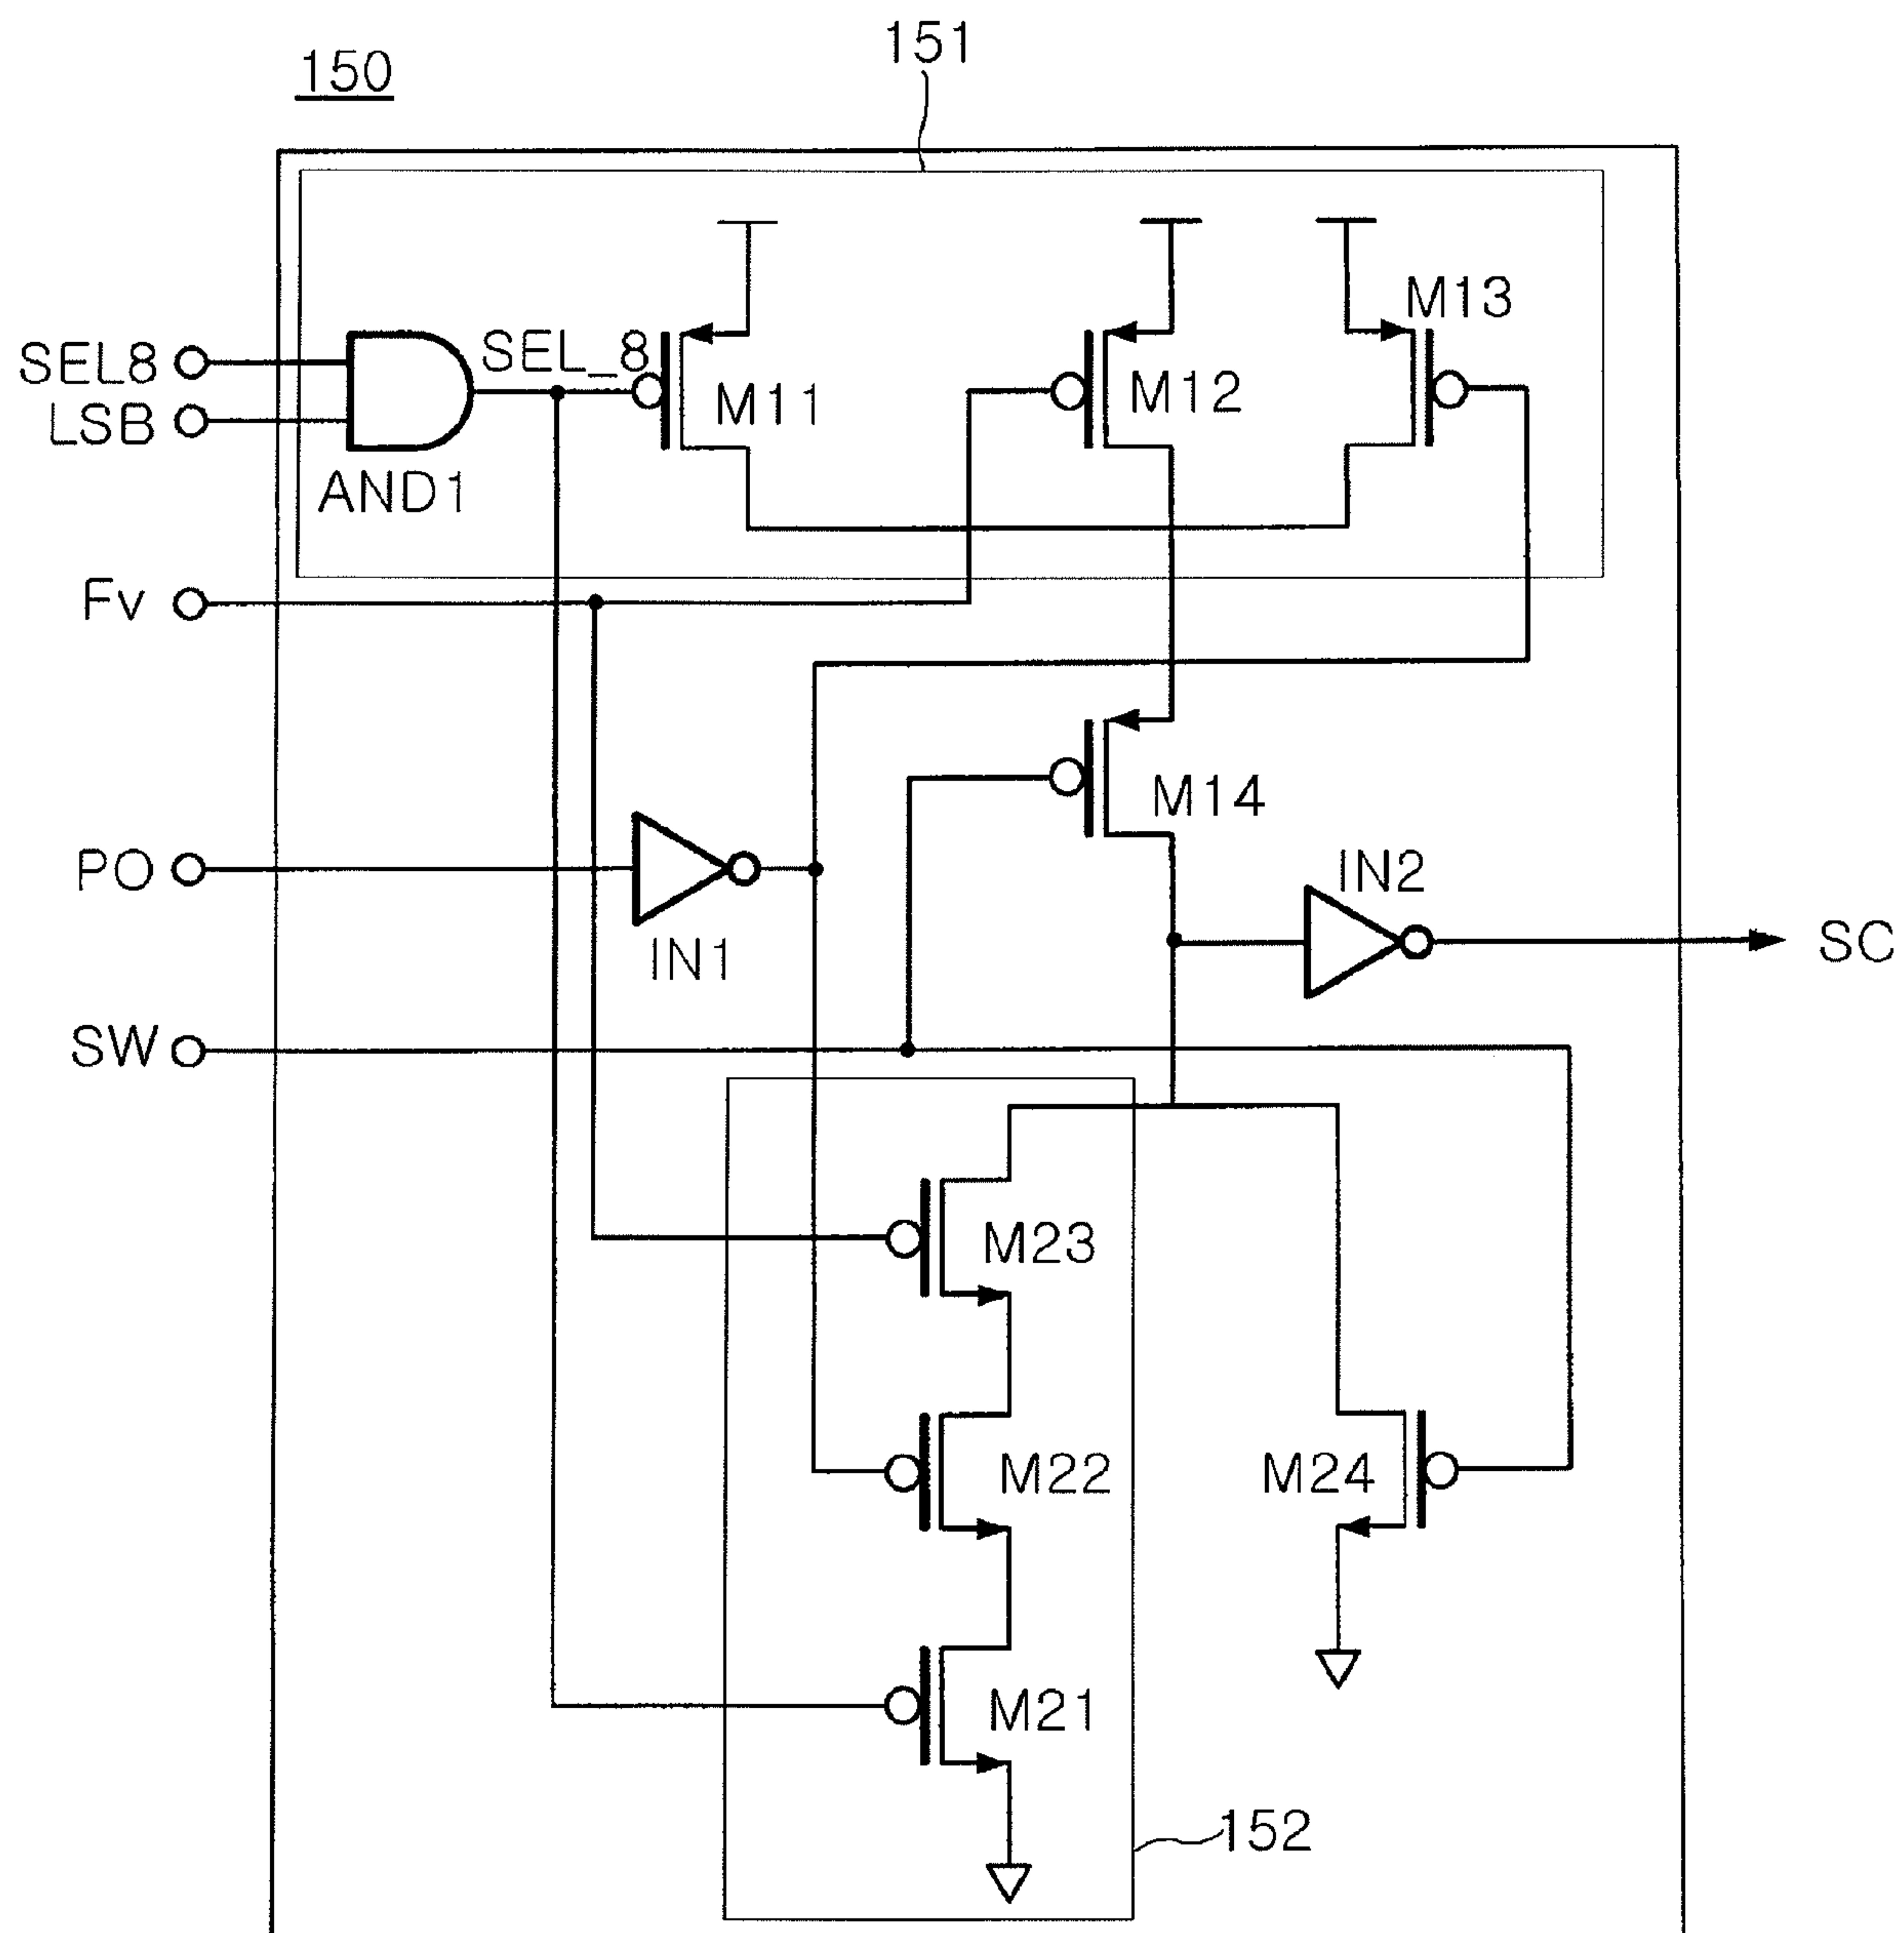 150
151
M13
SEL8
SEL_8
M11
M12
LSB
AND1
Fv
M14
PO
IN1
IN2
SC
SW
M23
M22
M24
M21
152